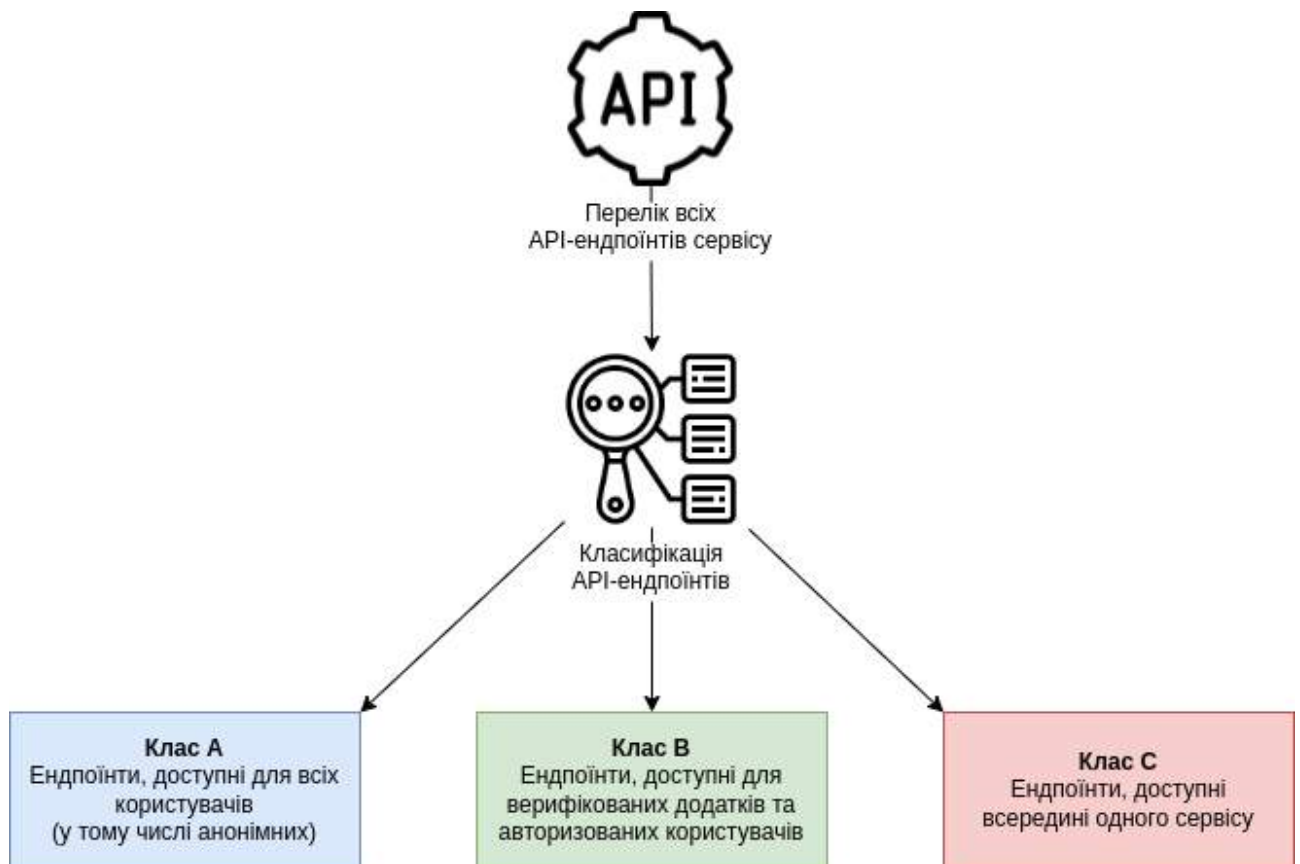 API
Перелік всіх
API-ендпоїнтів сервісу
Класифікація
API-ендпоїнтів
Клас A
Ендпоїнти, доступні для всіх
користувачів
(у тому числі анонімних)
Клас B
Ендпоїнти, доступні для
верифікованих додатків та
авторизованих користувачів
Клас C
Ендпоїнти, доступні
всередині одного сервісу